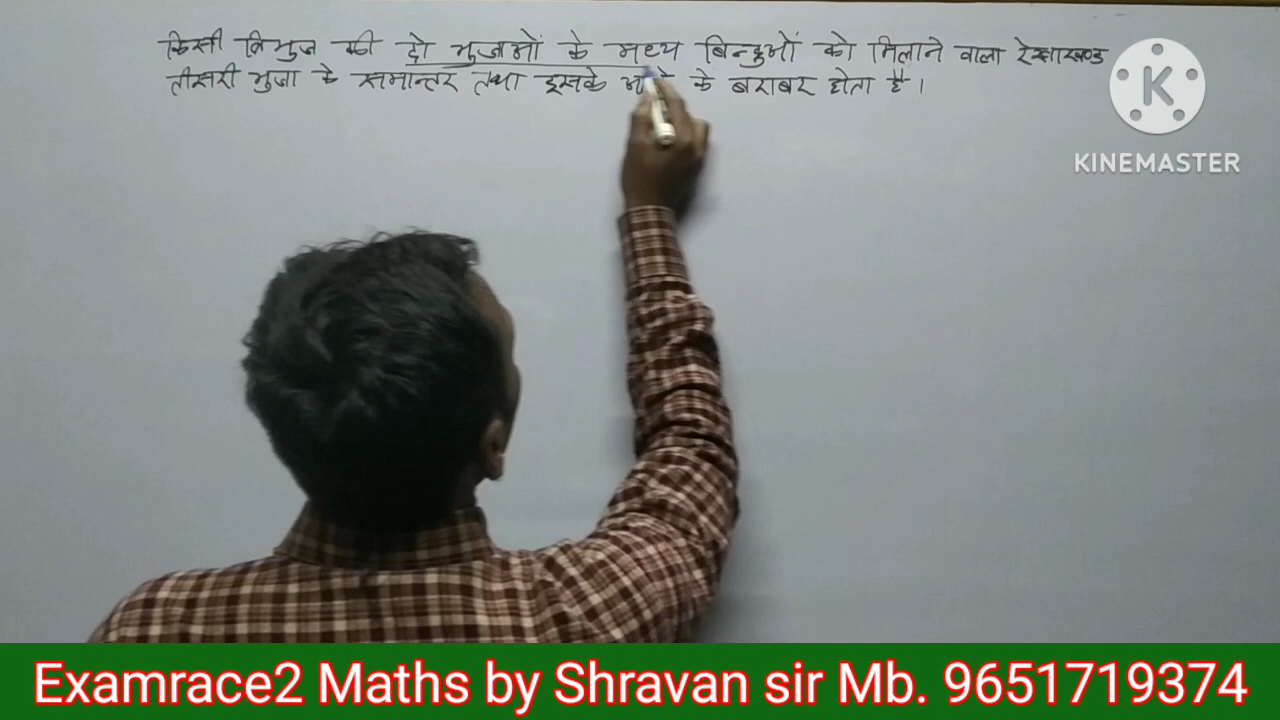 किसी त्रिभुज की दो भुजाओं के मध्य बिन्दुओं को मिलाने वाला रेखाखण्ड
तीसरी भुजा के समान्तर तथा इसके के बराबर होता है।
K
KINEMASTER
Examrace2 Maths by Shravan sir Mb. 9651719374